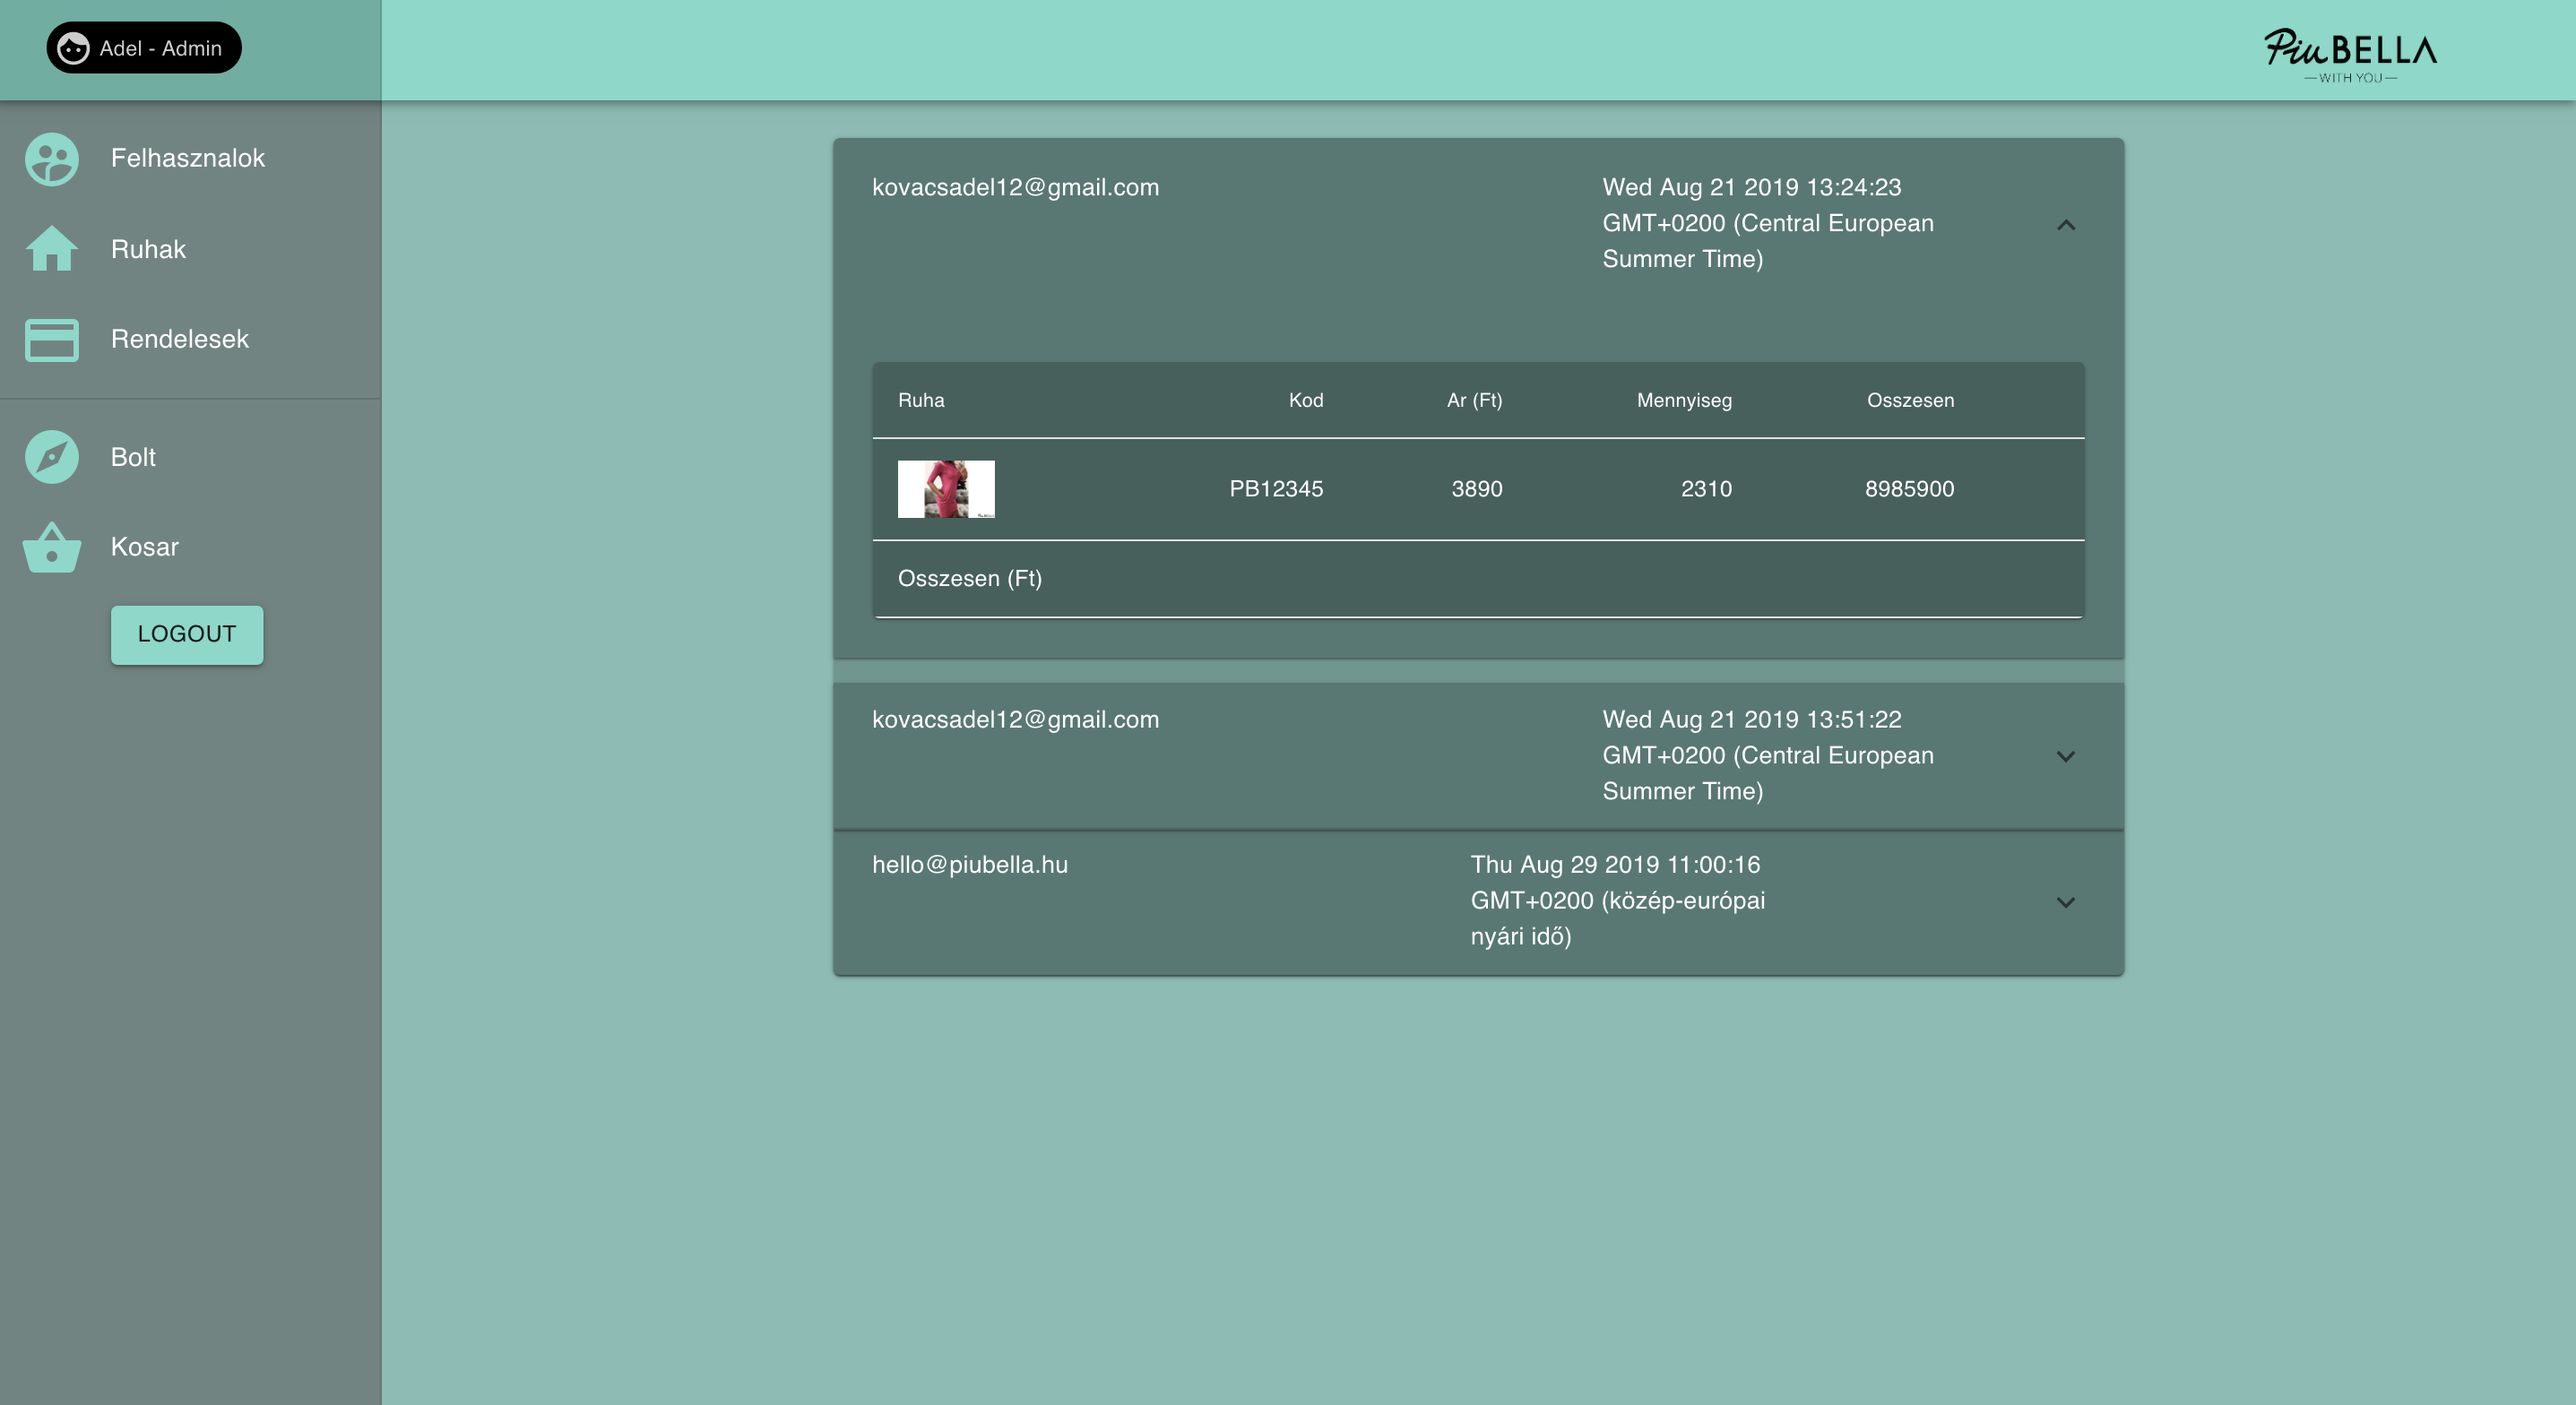 Adel - Admin
PiuBELLA
WITH YOU
Felhasznalok
Ruhak
Rendelesek
Bolt
Kosar
LOGOUT
kovacsadel12@gmail.com
Wed Aug 21 2019 13:24:23
GMT+0200 (Central European
Summer Time)
Ruha Kod Ar (Ft) Mennyiseg Osszesen
PB12345 3890 2310 8985900
Osszesen (Ft)
kovacsadel12@gmail.com
Wed Aug 21 2019 13:51:22
GMT+0200 (Central European
Summer Time)
hello@piubella.hu
Thu Aug 29 2019 11:00:16
GMT+0200 (közép-európai
nyári idő)